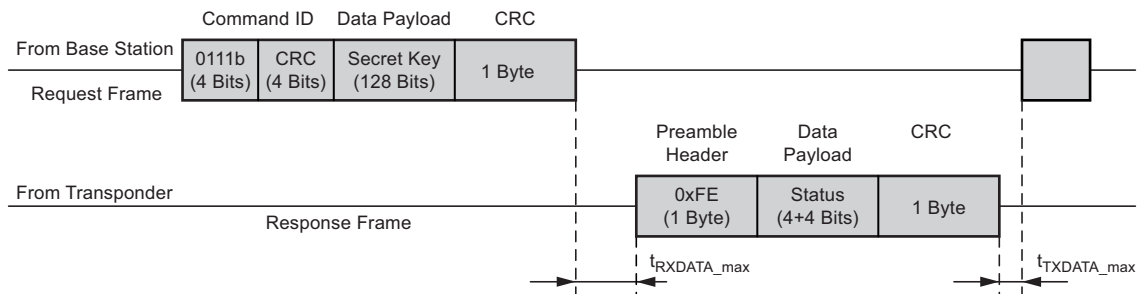 Command ID Data Payload CRC
From Base Station
0111b
(4 Bits)
CRC
(4 Bits)
Secret Key
(128 Bits)
1 Byte
Request Frame
Preamble
Header
Data
Payload
CRC
From Transponder
0xFE
(1 Byte)
Status
(4+4 Bits)
1 Byte
Response Frame
tRXDATA_max
tTXDATA_max